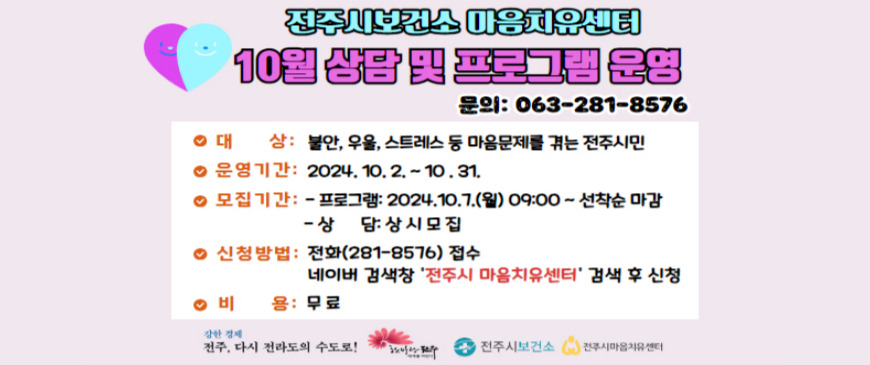 전주시보건소 마음치유센터
10월 상담 및 프로그램 운영
문의: 063-281-8576
대 상: 불안, 우울, 스트레스 등 마음문제를 겪는 전주시민
운영기간: 2024. 10. 2. ~ 10 . 31.
모집기간: - 프로그램: 2024.10.7.(월) 09:00 ~ 선착순 마감
- 상 담: 상 시 모 집
신청방법: 전화(281-8576) 접수
네이버 검색창 '전주시 마음치유센터' 검색 후 신청
비 용: 무 료
강한 경제
전주, 다시 전라도의 수도로!
전주시보건소
전주시마음치유센터